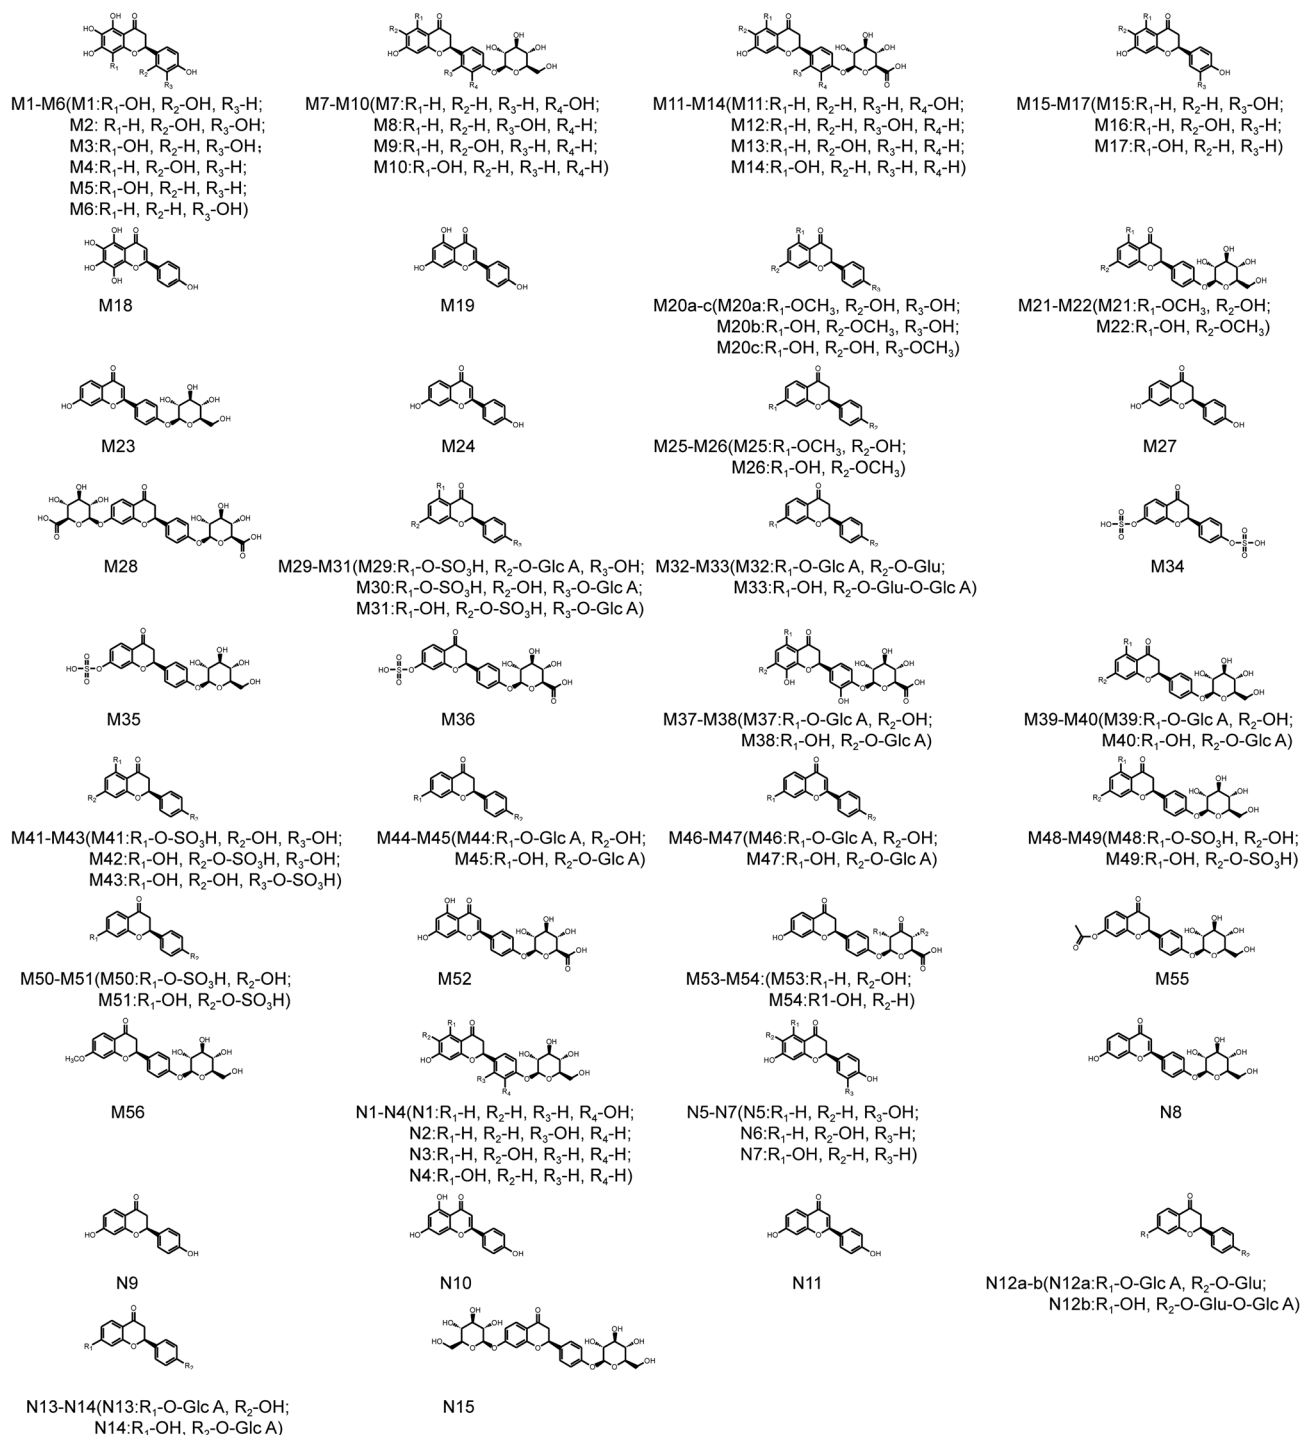 M1-M6(M1:R₁-OH, R₂-OH, R₃-H;
M2: R₁-H, R₂-OH, R₃-OH;
M3:R₁-OH, R₂-H, R₃-OH;
M4:R₁-H, R₂-OH, R₃-H;
M5:R₁-OH, R₂-H, R₃-H;
M6:R₁-H, R₂-H, R₃-OH)
M7-M10(M7:R₁-H, R₂-H, R₃-H, R₄-OH;
M8:R₁-H, R₂-H, R₃-OH, R₄-H;
M9:R₁-H, R₂-OH, R₃-H, R₄-H;
M10:R₁-OH, R₂-H, R₃-H, R₄-H)
M11-M14(M11:R₁-H, R₂-H, R₃-H, R₄-OH;
M12:R₁-H, R₂-H, R₃-OH, R₄-H;
M13:R₁-H, R₂-OH, R₃-H, R₄-H;
M14:R₁-OH, R₂-H, R₃-H, R₄-H)
M15-M17(M15:R₁-H, R₂-H, R₃-OH;
M16:R₁-H, R₂-OH, R₃-H;
M17:R₁-OH, R₂-H, R₃-H)
M18
M19
M20a-c(M20a:R₁-OCH₃, R₂-OH, R₃-OH;
M20b:R₁-OH, R₂-OCH₃, R₃-OH;
M20c:R₁-OH, R₂-OH, R₃-OCH₃)
M21-M22(M21:R₁-OCH₃, R₂-OH;
M22:R₁-OH, R₂-OCH₃)
M23
M24
M25-M26(M25:R₁-OCH₃, R₂-OH;
M26:R₁-OH, R₂-OCH₃)
M27
M28
M29-M31(M29:R₁-O-SO₃H, R₂-O-Glc A, R₃-OH;
M30:R₁-O-SO₃H, R₂-OH, R₃-O-Glc A;
M31:R₁-OH, R₂-O-SO₃H, R₃-O-Glc A)
M32-M33(M32:R₁-O-Glc A, R₂-O-Glu;
M33:R₁-OH, R₂-O-Glu-O-Glc A)
M34
M35
M36
M37-M38(M37:R₁-O-Glc A, R₂-OH;
M38:R₁-OH, R₂-O-Glc A)
M39-M40(M39:R₁-O-Glc A, R₂-OH;
M40:R₁-OH, R₂-O-Glc A)
M41-M43(M41:R₁-O-SO₃H, R₂-OH, R₃-OH;
M42:R₁-OH, R₂-O-SO₃H, R₃-OH;
M43:R₁-OH, R₂-OH, R₃-O-SO₃H)
M44-M45(M44:R₁-O-Glc A, R₂-OH;
M45:R₁-OH, R₂-O-Glc A)
M46-M47(M46:R₁-O-Glc A, R₂-OH;
M47:R₁-OH, R₂-O-Glc A)
M48-M49(M48:R₁-O-SO₃H, R₂-OH;
M49:R₁-OH, R₂-O-SO₃H)
M50-M51(M50:R₁-O-SO₃H, R₂-OH;
M51:R₁-OH, R₂-O-SO₃H)
M52
M53-M54:(M53:R₁-H, R₂-OH;
M54:R1-OH, R₂-H)
M55
M56
N1-N4(N1:R₁-H, R₂-H, R₃-H, R₄-OH;
N2:R₁-H, R₂-H, R₃-OH, R₄-H;
N3:R₁-H, R₂-OH, R₃-H, R₄-H;
N4:R₁-OH, R₂-H, R₃-H, R₄-H)
N5-N7(N5:R₁-H, R₂-H, R₃-OH;
N6:R₁-H, R₂-OH, R₃-H;
N7:R₁-OH, R₂-H, R₃-H)
N8
N9
N10
N11
N12a-b(N12a:R₁-O-Glc A, R₂-O-Glu;
N12b:R₁-OH, R₂-O-Glu-O-Glc A)
N13-N14(N13:R₁-O-Glc A, R₂-OH;
N14:R₁-OH, R₂-O-Glc A)
N15